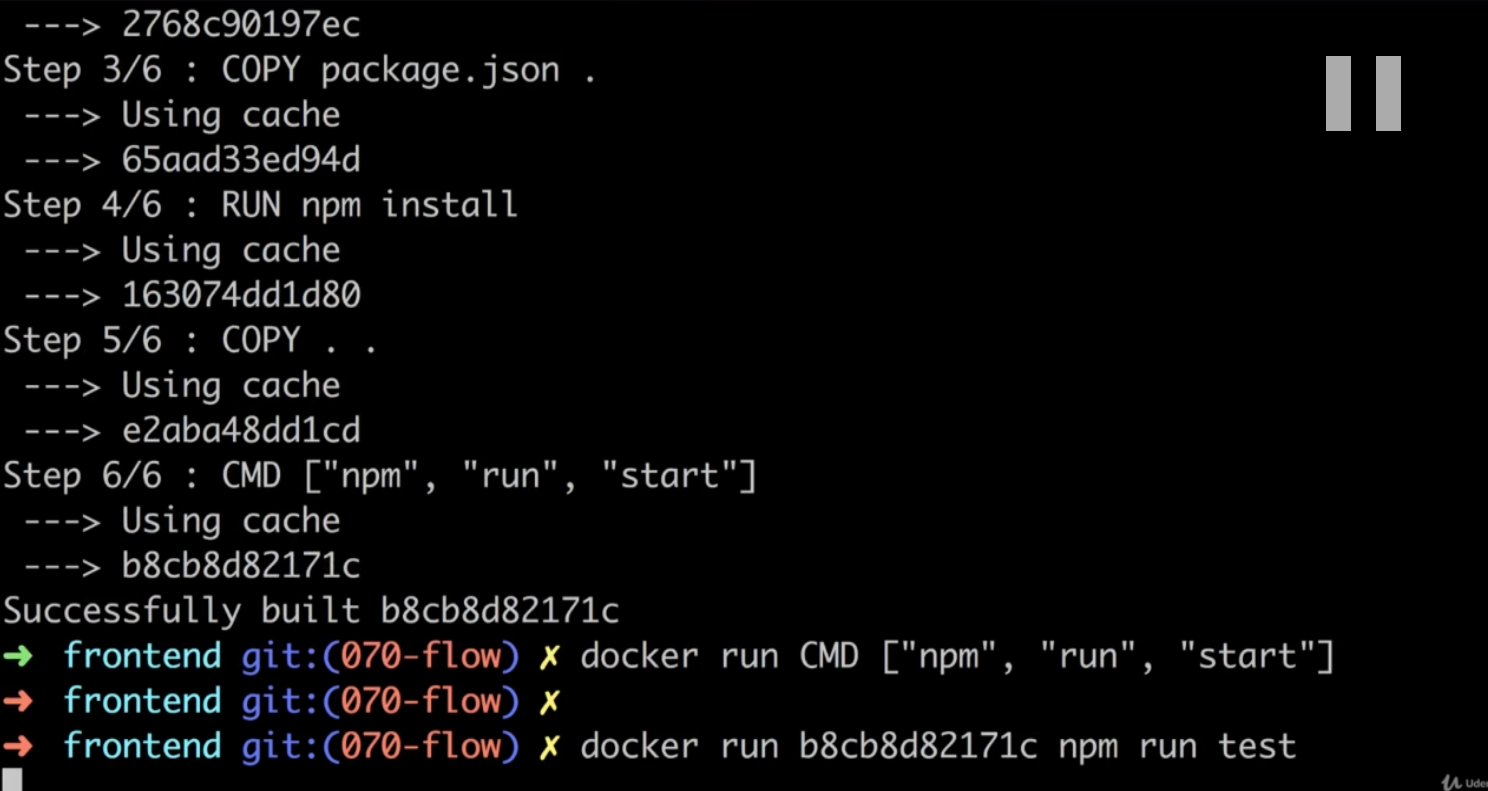 ---> 2768c90197ec
Step 3/6 : COPY package.json .
---> Using cache
---> 65aad33ed94d
Step 4/6 : RUN npm install
---> Using cache
---> 163074dd1d80
Step 5/6 : COPY . .
---> Using cache
---> e2aba48dd1cd
Step 6/6 : CMD ["npm", "run", "start"]
---> Using cache
---> b8cb8d82171c
Successfully built b8cb8d82171c
→ frontend git:(070-flow) ✗ docker run CMD ["npm", "run", "start"]
→ frontend git:(070-flow) ✗
→ frontend git:(070-flow) ✗ docker run b8cb8d82171c npm run test